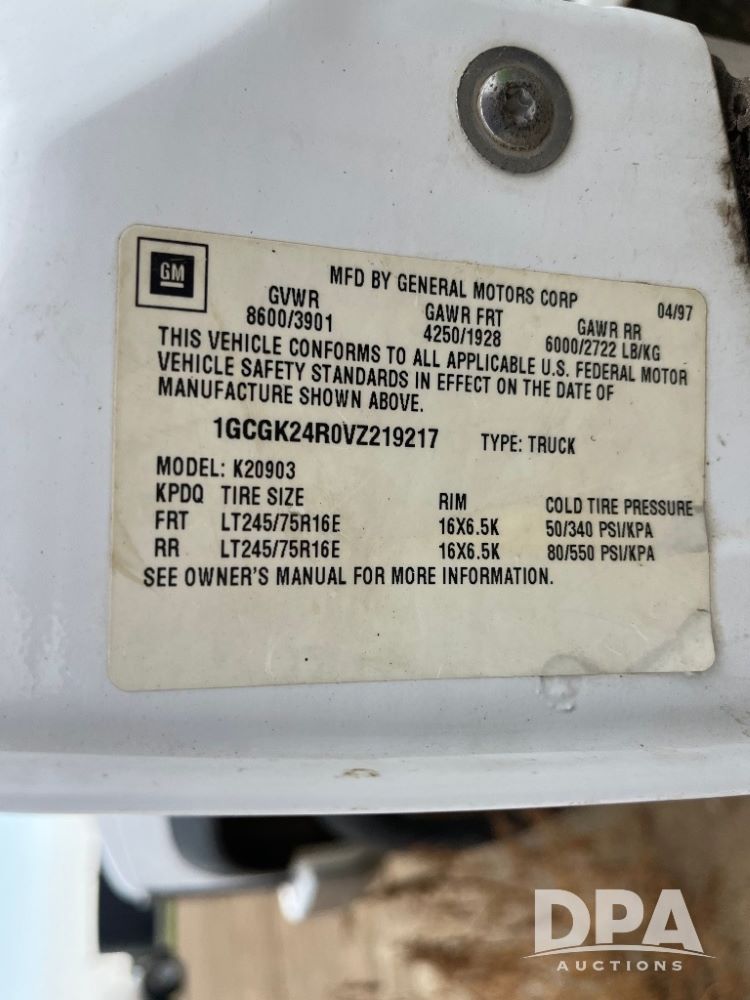 GM
MFD BY GENERAL MOTORS CORP 04/97
GVWR GAWR FRT GAWR RR
8600/3901 4250/1928 6000/2722 LB/KG
THIS VEHICLE CONFORMS TO ALL APPLICABLE U.S. FEDERAL MOTOR
VEHICLE SAFETY STANDARDS IN EFFECT ON THE DATE OF
MANUFACTURE SHOWN ABOVE.
1GCGK24R0VZ219217 TYPE: TRUCK
MODEL: K20903
KPDQ TIRE SIZE RIM COLD TIRE PRESSURE
FRT LT245/75R16E 16X6.5K 50/340 PSI/KPA
RR LT245/75R16E 16X6.5K 80/550 PSI/KPA
SEE OWNER'S MANUAL FOR MORE INFORMATION.
DPA
AUCTIONS